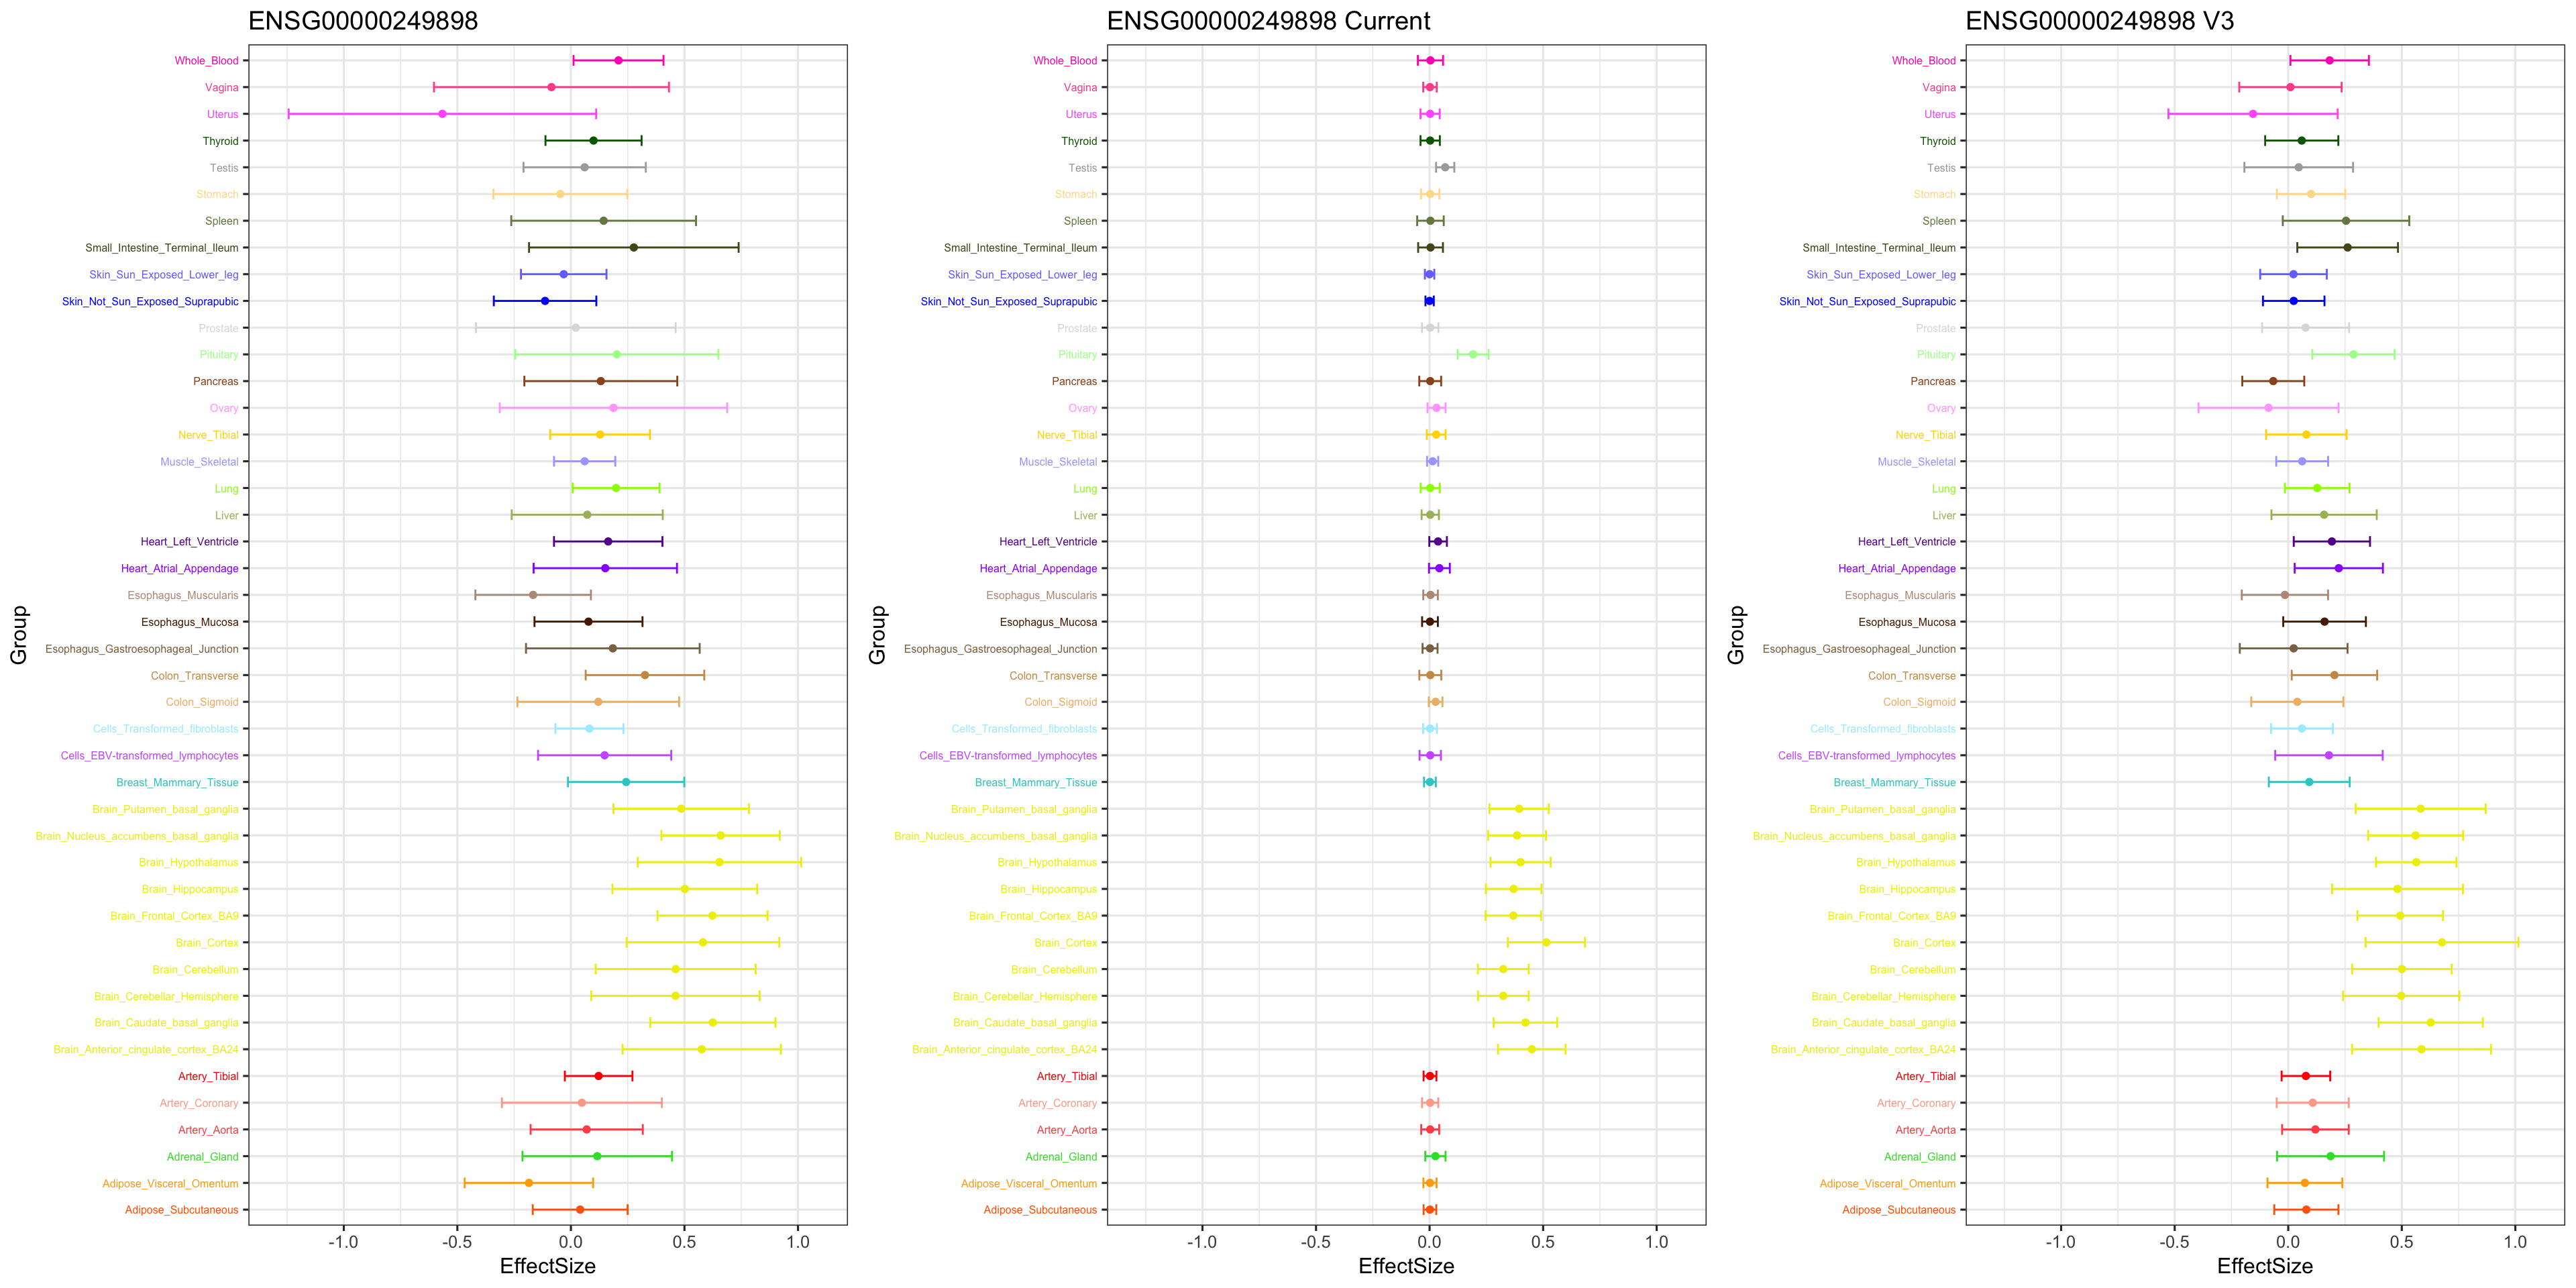 ENSG00000249898
Group
Whole_Blood
Vagina
Uterus
Thyroid
Testis
Stomach
Spleen
Small_Intestine_Terminal_Ileum
Skin_Sun_Exposed_Lower_leg
Skin_Not_Sun_Exposed_Suprapubic
Prostate
Pituitary
Pancreas
Ovary
Nerve_Tibial
Muscle_Skeletal
Lung
Liver
Heart_Left_Ventricle
Heart_Atrial_Appendage
Esophagus_Muscularis
Esophagus_Mucosa
Esophagus_Gastroesophageal_Junction
Colon_Transverse
Colon_Sigmoid
Cells_Transformed_fibroblasts
Cells_EBV-transformed_lymphocytes
Breast_Mammary_Tissue
Brain_Putamen_basal_ganglia
Brain_Nucleus_accumbens_basal_ganglia
Brain_Hypothalamus
Brain_Hippocampus
Brain_Frontal_Cortex_BA9
Brain_Cortex
Brain_Cerebellum
Brain_Cerebellar_Hemisphere
Brain_Caudate_basal_ganglia
Brain_Anterior_cingulate_cortex_BA24
Artery_Tibial
Artery_Coronary
Artery_Aorta
Adrenal_Gland
Adipose_Visceral_Omentum
Adipose_Subcutaneous
-1.0 -0.5 0.0 0.5 1.0
EffectSize
ENSG00000249898 Current
Group
Whole_Blood
Vagina
Uterus
Thyroid
Testis
Stomach
Spleen
Small_Intestine_Terminal_Ileum
Skin_Sun_Exposed_Lower_leg
Skin_Not_Sun_Exposed_Suprapubic
Prostate
Pituitary
Pancreas
Ovary
Nerve_Tibial
Muscle_Skeletal
Lung
Liver
Heart_Left_Ventricle
Heart_Atrial_Appendage
Esophagus_Muscularis
Esophagus_Mucosa
Esophagus_Gastroesophageal_Junction
Colon_Transverse
Colon_Sigmoid
Cells_Transformed_fibroblasts
Cells_EBV-transformed_lymphocytes
Breast_Mammary_Tissue
Brain_Putamen_basal_ganglia
Brain_Nucleus_accumbens_basal_ganglia
Brain_Hypothalamus
Brain_Hippocampus
Brain_Frontal_Cortex_BA9
Brain_Cortex
Brain_Cerebellum
Brain_Cerebellar_Hemisphere
Brain_Caudate_basal_ganglia
Brain_Anterior_cingulate_cortex_BA24
Artery_Tibial
Artery_Coronary
Artery_Aorta
Adrenal_Gland
Adipose_Visceral_Omentum
Adipose_Subcutaneous
-1.0 -0.5 0.0 0.5 1.0
EffectSize
ENSG00000249898 V3
Group
Whole_Blood
Vagina
Uterus
Thyroid
Testis
Stomach
Spleen
Small_Intestine_Terminal_Ileum
Skin_Sun_Exposed_Lower_leg
Skin_Not_Sun_Exposed_Suprapubic
Prostate
Pituitary
Pancreas
Ovary
Nerve_Tibial
Muscle_Skeletal
Lung
Liver
Heart_Left_Ventricle
Heart_Atrial_Appendage
Esophagus_Muscularis
Esophagus_Mucosa
Esophagus_Gastroesophageal_Junction
Colon_Transverse
Colon_Sigmoid
Cells_Transformed_fibroblasts
Cells_EBV-transformed_lymphocytes
Breast_Mammary_Tissue
Brain_Putamen_basal_ganglia
Brain_Nucleus_accumbens_basal_ganglia
Brain_Hypothalamus
Brain_Hippocampus
Brain_Frontal_Cortex_BA9
Brain_Cortex
Brain_Cerebellum
Brain_Cerebellar_Hemisphere
Brain_Caudate_basal_ganglia
Brain_Anterior_cingulate_cortex_BA24
Artery_Tibial
Artery_Coronary
Artery_Aorta
Adrenal_Gland
Adipose_Visceral_Omentum
Adipose_Subcutaneous
-1.0 -0.5 0.0 0.5 1.0
EffectSize